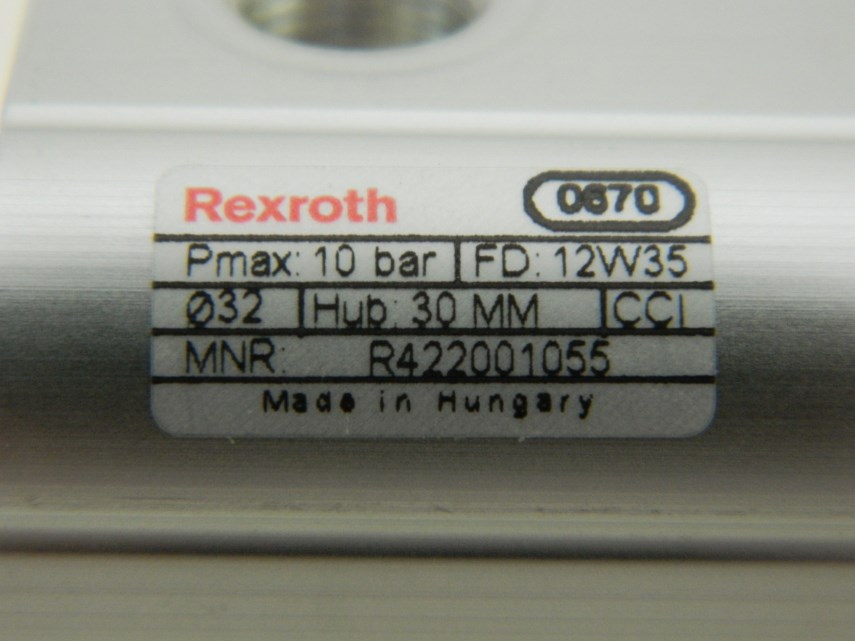 Rexroth 0670
Pmax: 10 bar FD: 12W35
Ø32 Hub: 30 MM CCI
MNR: R422001055
Made in Hungary